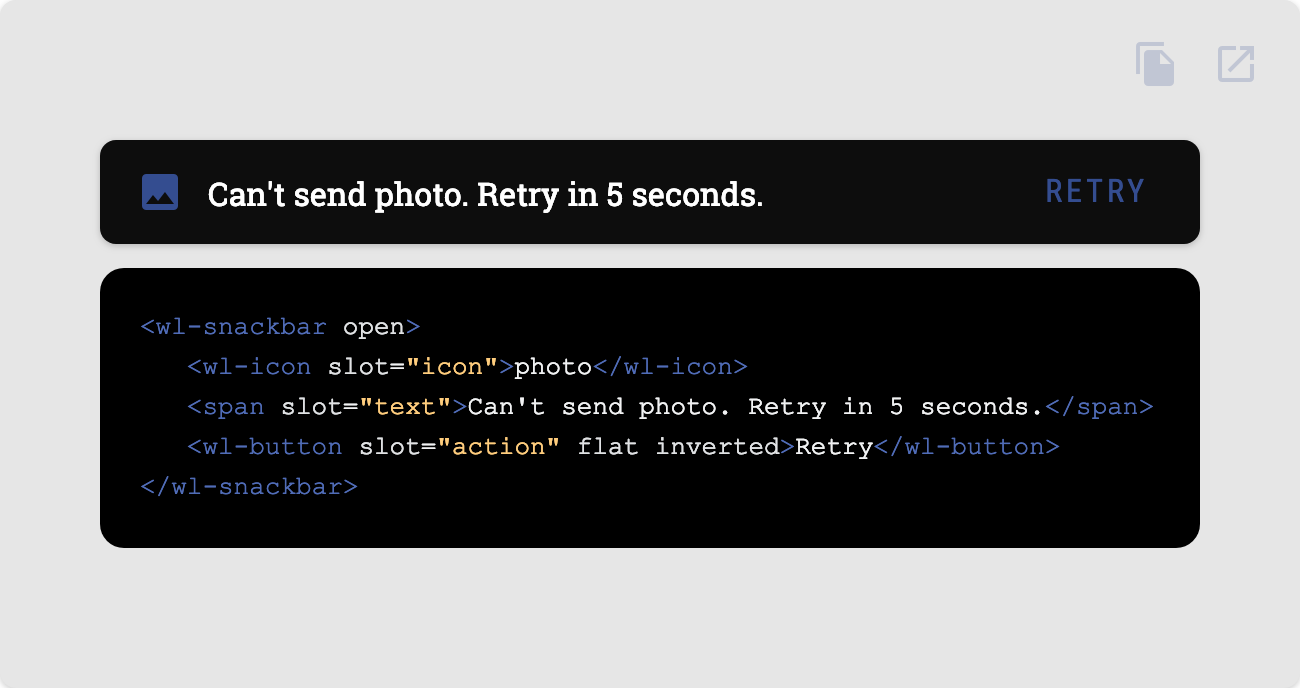 Can't send photo. Retry in 5 seconds.
RETRY
<wl-snackbar open>
   <wl-icon slot="icon">photo</wl-icon>
   <span slot="text">Can't send photo. Retry in 5 seconds.</span>
   <wl-button slot="action" flat inverted>Retry</wl-button>
</wl-snackbar>